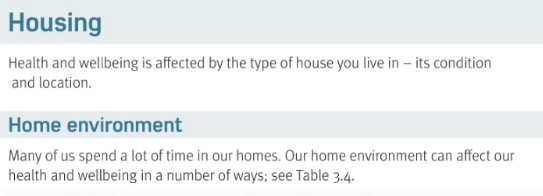 Housing
Health and wellbeing is affected by the type of house you live in – its condition
and location.
Home environment
Many of us spend a lot of time in our homes. Our home environment can affect our
health and wellbeing in a number of ways; see Table 3.4.